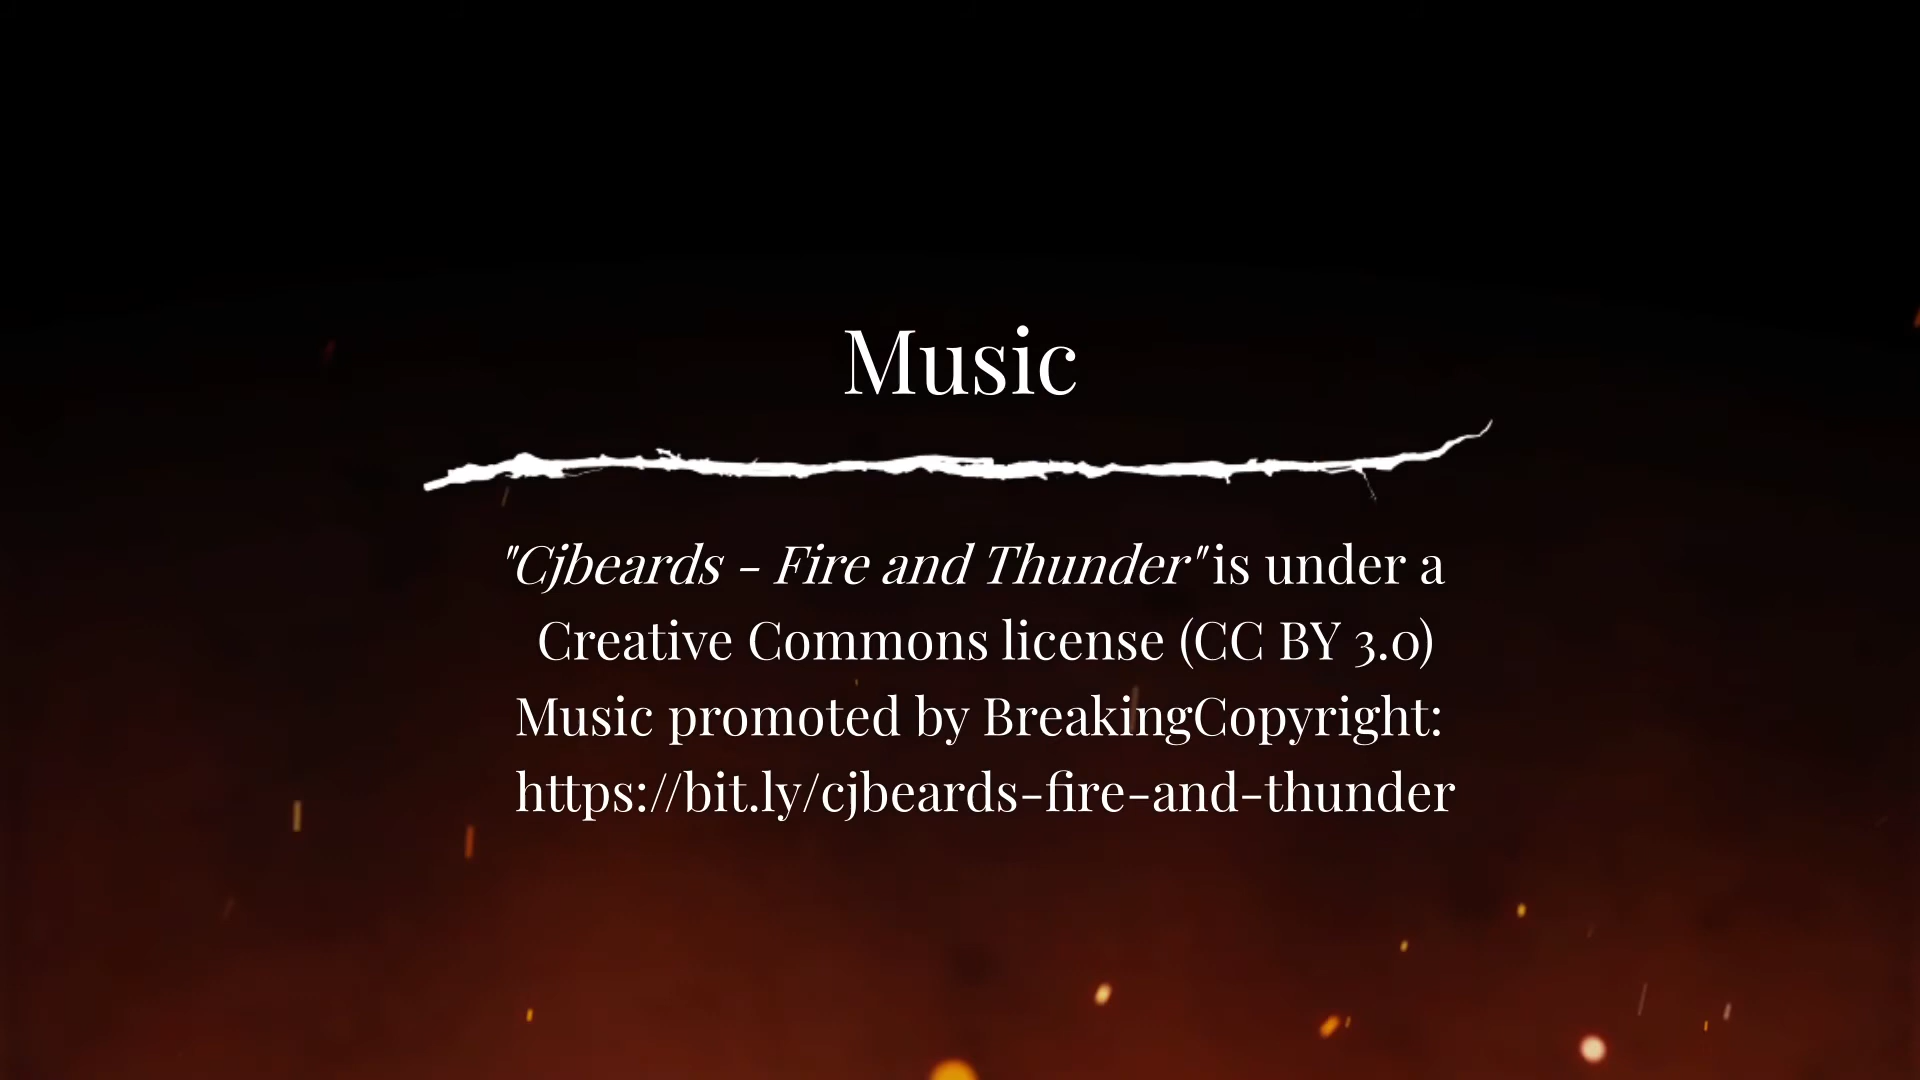 Music
"Cjbeards - Fire and Thunder" is under a
Creative Commons license (CC BY 3.0)
Music promoted by BreakingCopyright:
https://bit.ly/cjbeards-fire-and-thunder